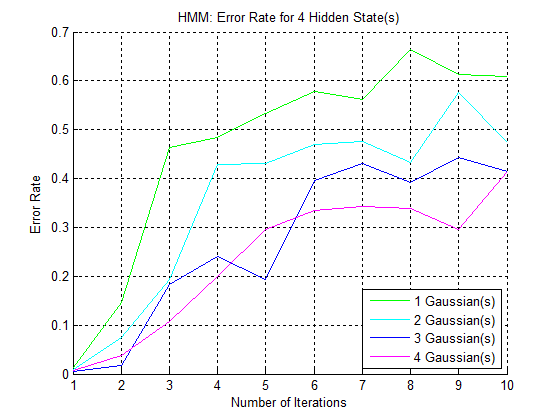 HMM: Error Rate for 4 Hidden State(s)
0.7
0.6
0.5
0.4
0.3
0.2
0.1
0
Error Rate
1 2 3 4 5 6 7 8 9 10
Number of Iterations
1 Gaussian(s)
2 Gaussian(s)
3 Gaussian(s)
4 Gaussian(s)